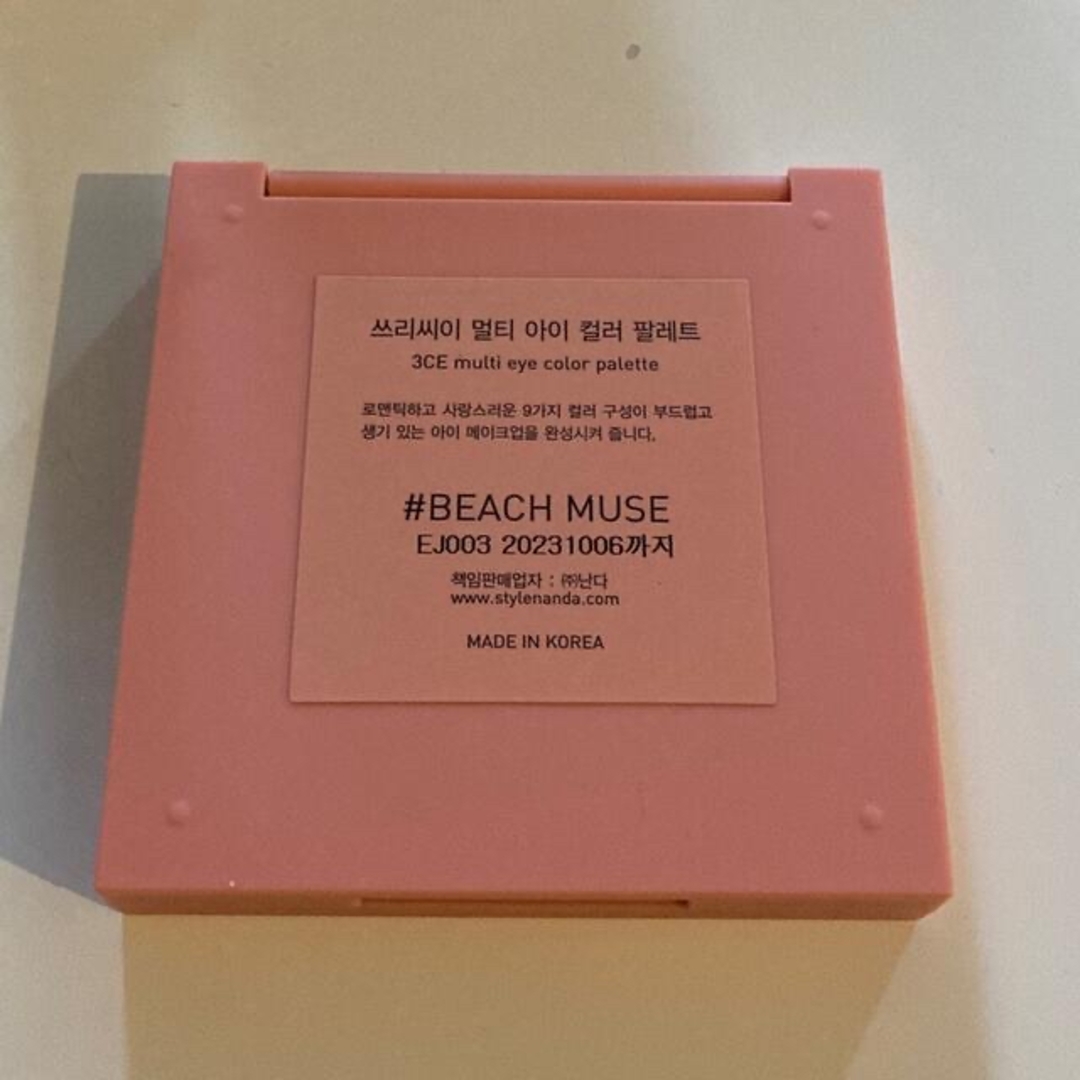 쓰리씨이 멀티 아이 컬러 팔레트
3CE multi eye color palette
로맨틱하고 사랑스러운 9가지 컬러 구성이 부드럽고
생기 있는 아이 메이크업을 완성시켜 줍니다.
#BEACH MUSE
EJ003 20231006까지
책임판매업자 : ㈜난다
www.stylenanda.com
MADE IN KOREA